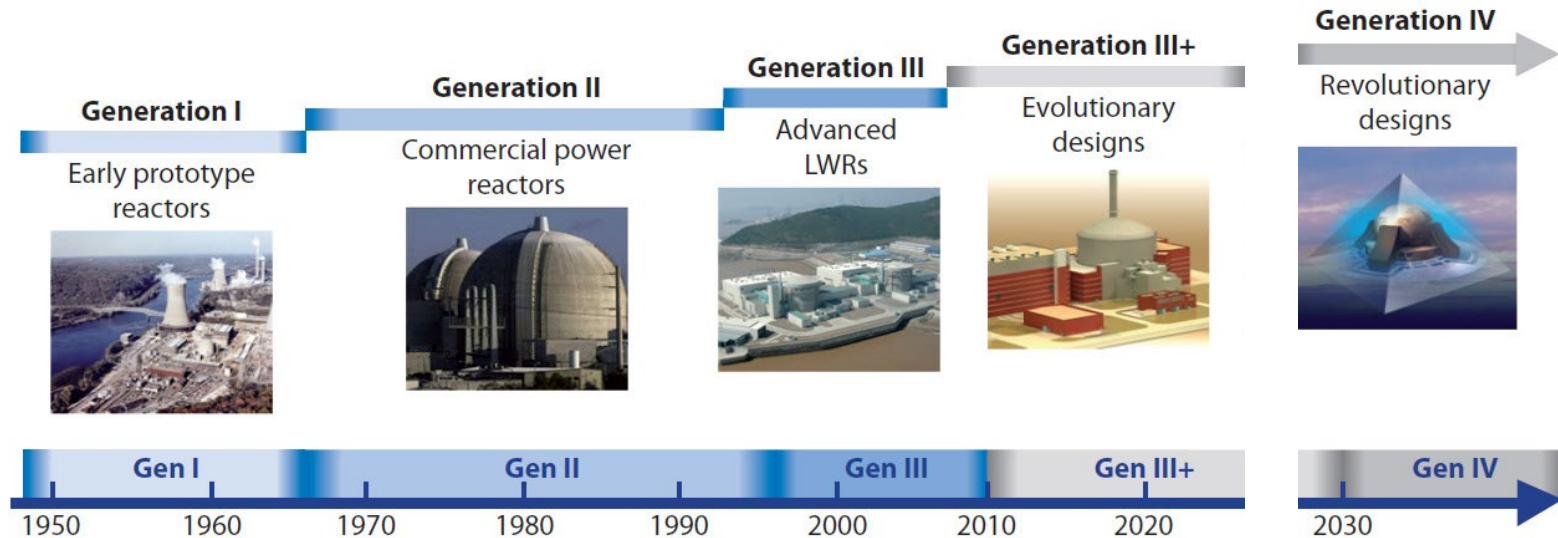 Generation I
Early prototype
reactors
Generation II
Commercial power
reactors
Generation III
Advanced
LWRs
Generation III+
Evolutionary
designs
Generation IV
Revolutionary
designs
Gen I
Gen II
Gen III
Gen III+
Gen IV
1950
1960
1970
1980
1990
2000
2010
2020
2030